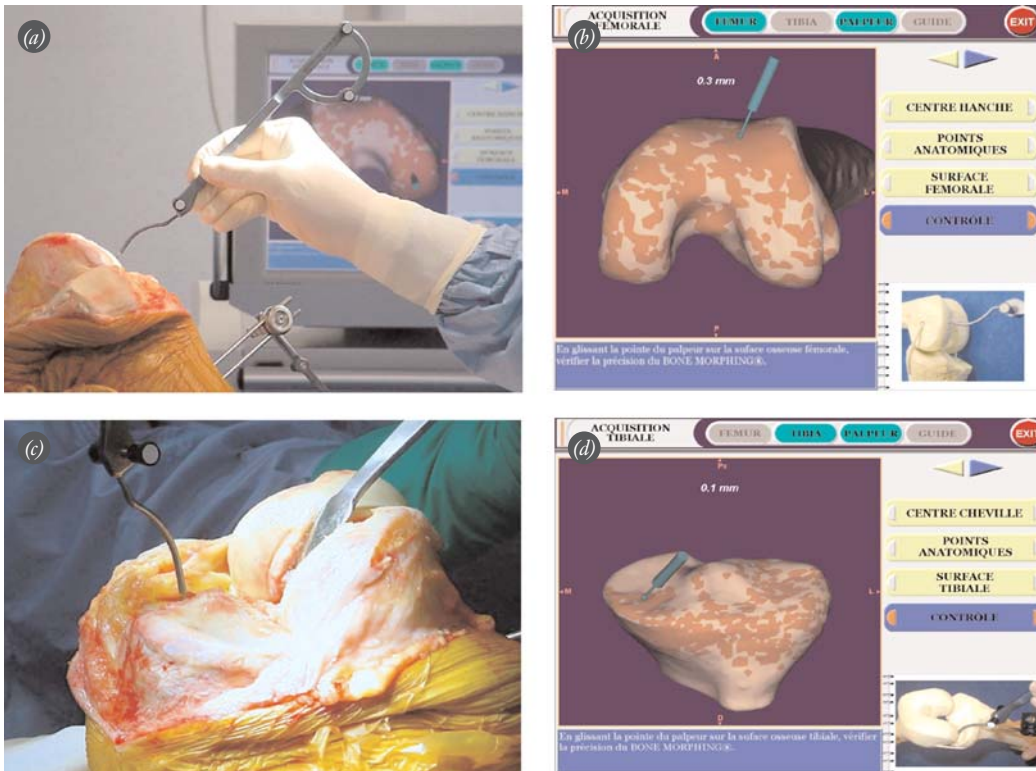 (a)
(b)
ACQUISITION
FÉMORALE
FEMUR
TIBIA
PALPEUR
GUIDE
EXIT
A
0.3 mm
M
L
P
CENTRE HANCHE
POINTS
ANATOMIQUES
SURFACE
FEMORALE
CONTRÔLE
En glissant la pointe du palpeur sur la suface osseuse fémorale,
vérifier la précision du BONE MORPHING®.
(c)
(d)
ACQUISITION
TIBIALE
FEMUR
TIBIA
PALPEUR
GUIDE
EXIT
0.1 mm
M
L
D
CENTRE CHEVILLE
POINTS
ANATOMIQUES
SURFACE
TIBIALE
CONTRÔLE
En glissant la pointe du palpeur sur la suface osseuse tibiale, vérifier
la précision du BONE MORPHING®.